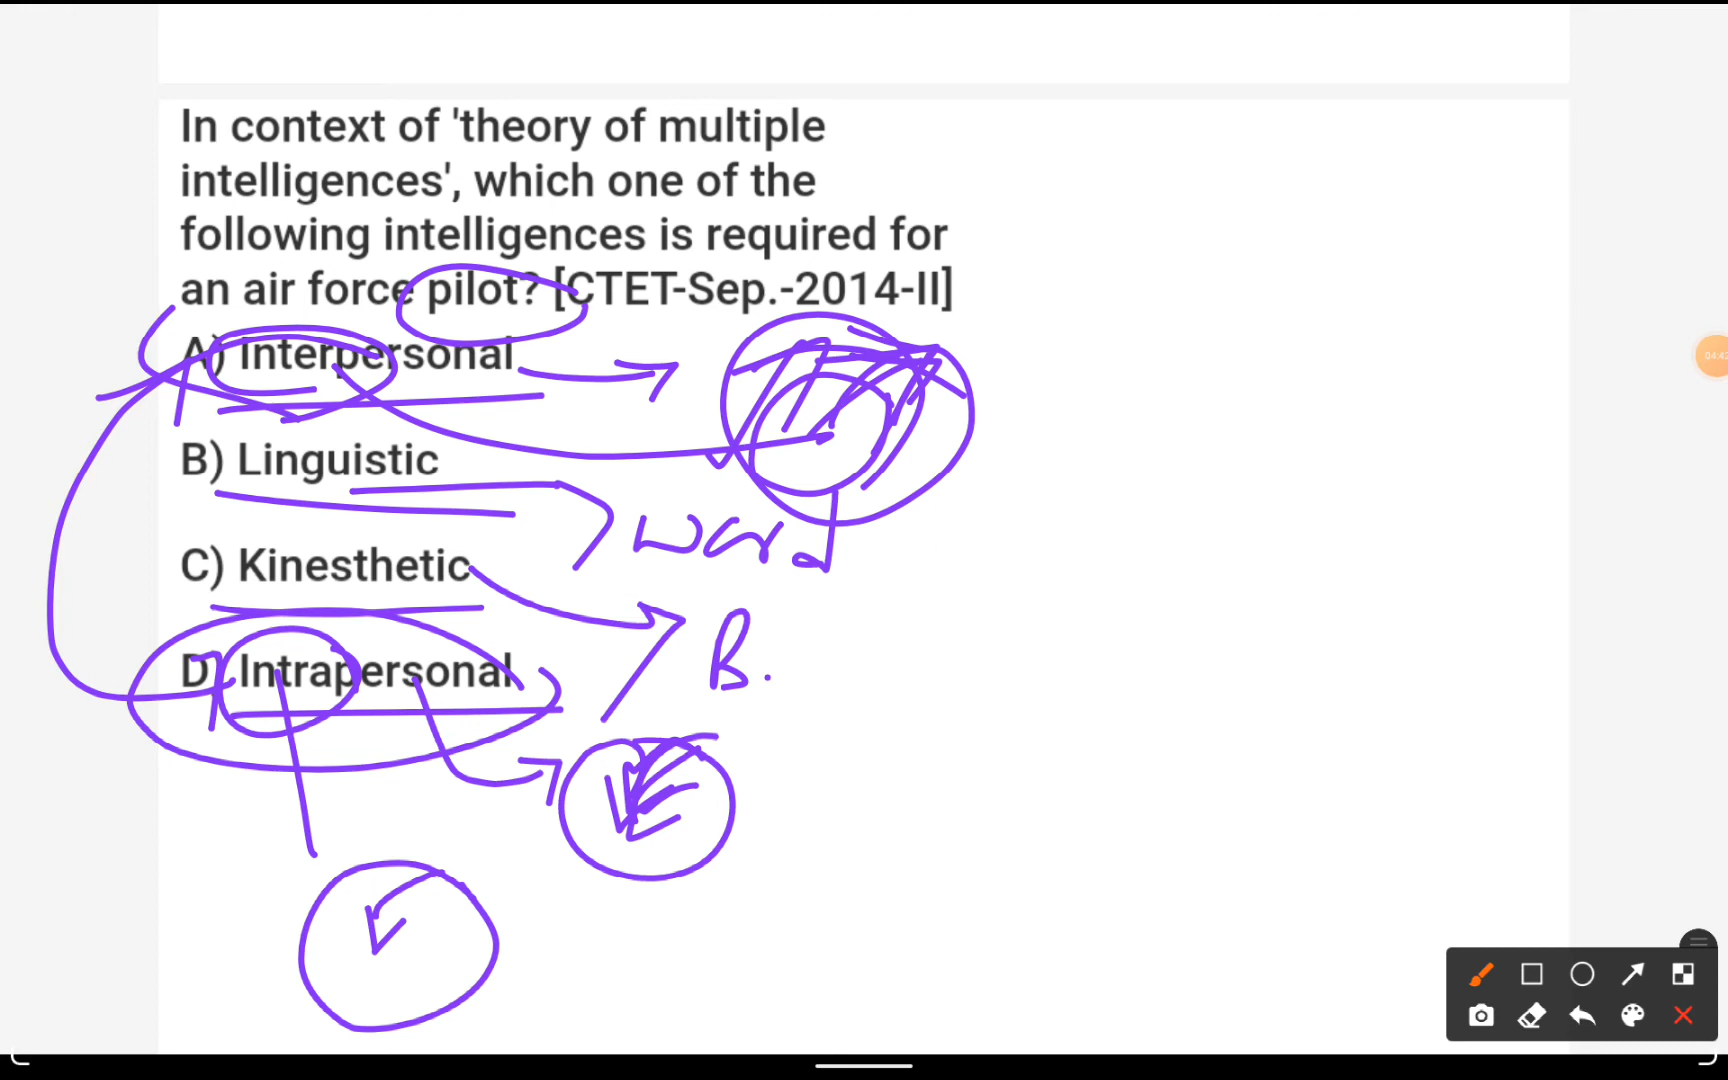 In context of 'theory of multiple
intelligences', which one of the
following intelligences is required for
an air force pilot? [CTET-Sep.-2014-II]
A) Interpersonal
B) Linguistic
word
C) Kinesthetic
B.
D) Intrapersonal